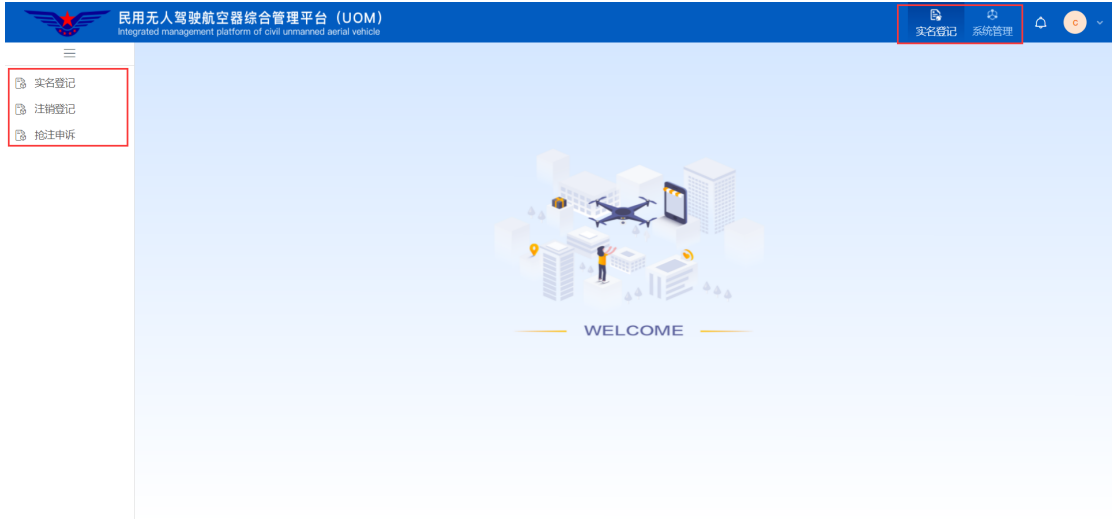 民用无人驾驶航空器综合管理平台（UOM）
Integrated management platform of civil unmanned aerial vehicle
实名登记
系统管理
C
实名登记
注销登记
抢注申诉
WELCOME